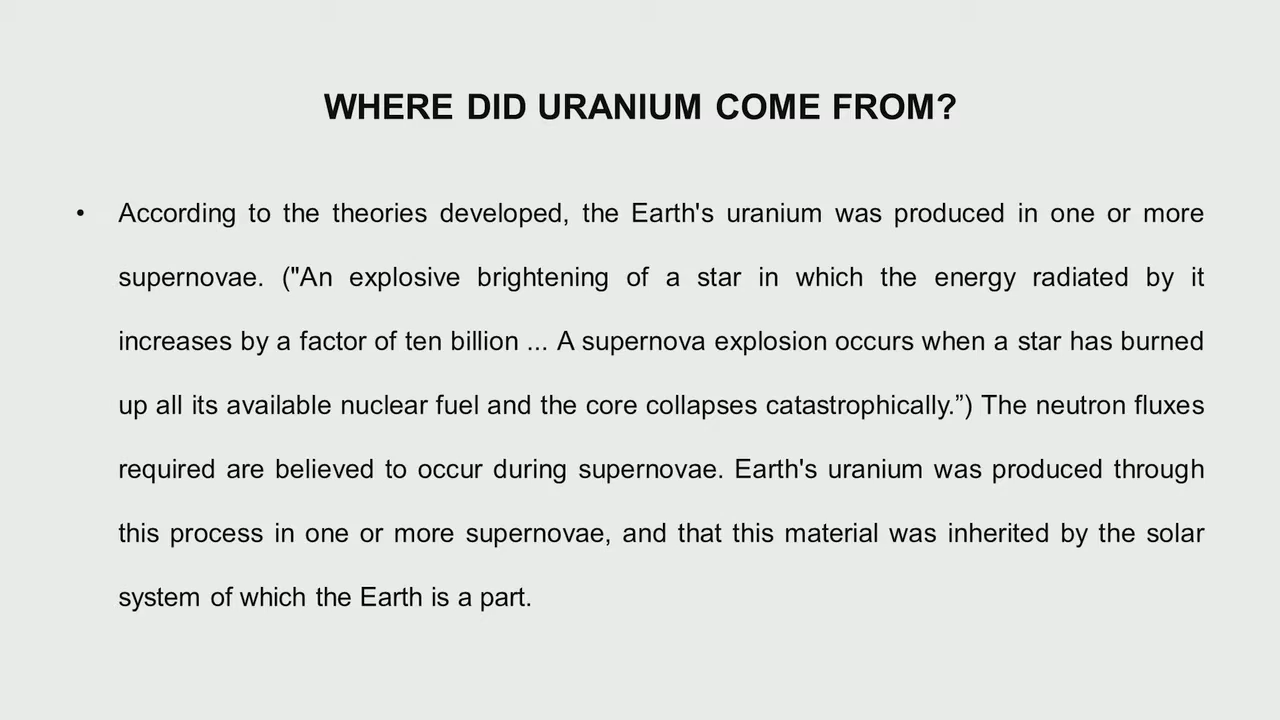 WHERE DID URANIUM COME FROM?
• According to the theories developed, the Earth's uranium was produced in one or more
supernovae. ("An explosive brightening of a star in which the energy radiated by it
increases by a factor of ten billion ... A supernova explosion occurs when a star has burned
up all its available nuclear fuel and the core collapses catastrophically.”) The neutron fluxes
required are believed to occur during supernovae. Earth's uranium was produced through
this process in one or more supernovae, and that this material was inherited by the solar
system of which the Earth is a part.